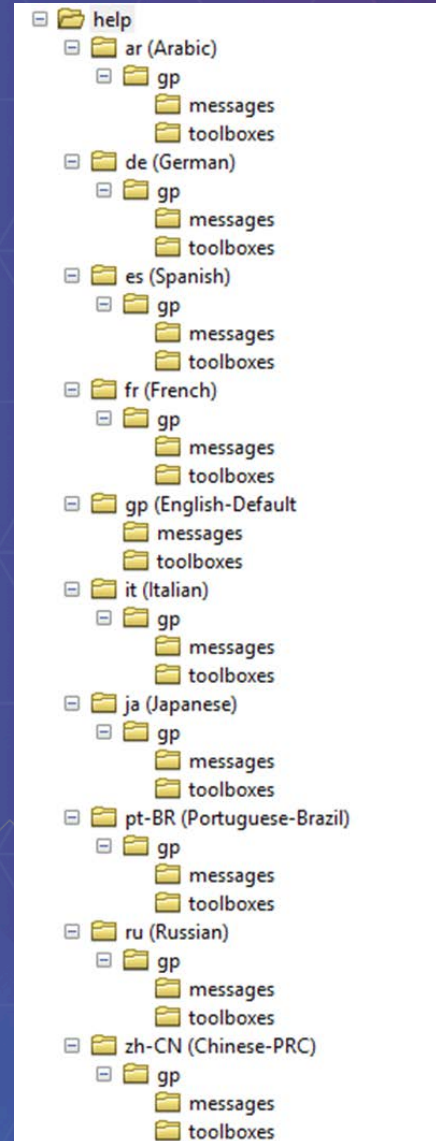 help
ar (Arabic)
gp
messages
toolboxes
de (German)
gp
messages
toolboxes
es (Spanish)
gp
messages
toolboxes
fr (French)
gp
messages
toolboxes
gp (English-Default
messages
toolboxes
it (Italian)
gp
messages
toolboxes
ja (Japanese)
gp
messages
toolboxes
pt-BR (Portuguese-Brazil)
gp
messages
toolboxes
ru (Russian)
gp
messages
toolboxes
zh-CN (Chinese-PRC)
gp
messages
toolboxes